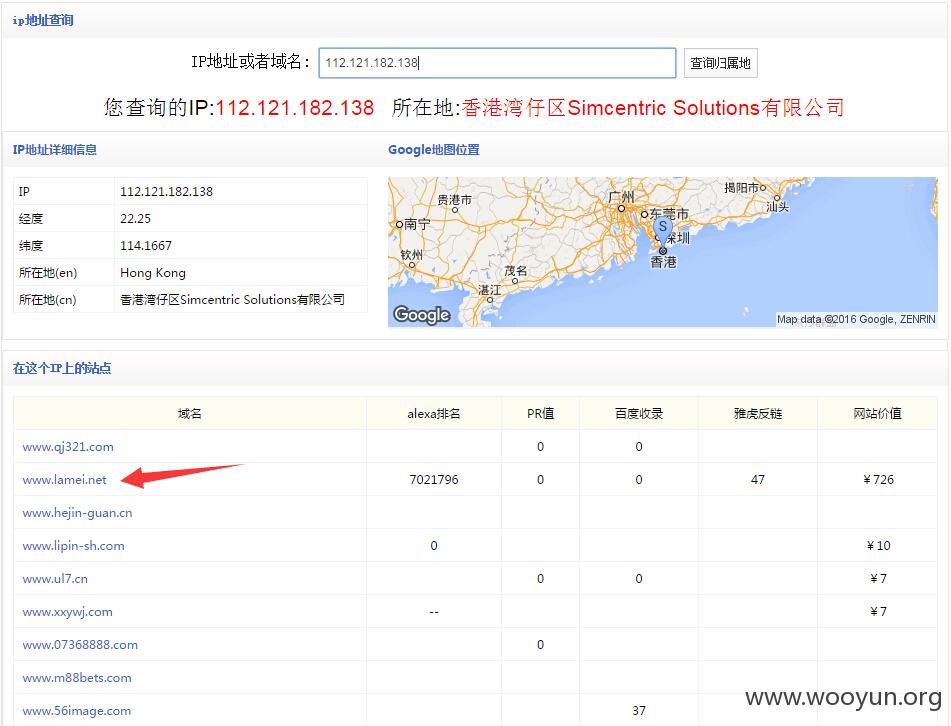 ip地址查询
IP地址或者域名: 112.121.182.138 查询归属地
您查询的IP:112.121.182.138 所在地:香港湾仔区Simcentric Solutions有限公司
IP地址详细信息
Google地图位置
IP 112.121.182.138
经度 22.25
纬度 114.1667
所在地(en) Hong Kong
所在地(cn) 香港湾仔区Simcentric Solutions有限公司
贵港市
广州
揭阳市
汕头
南宁
东莞市
S
深圳
钦州
香港
茂名
湛江
Google
Map data ©2016 Google, ZENRIN
在这个IP上的站点
域名 alexa排名 PR值 百度收录 雅虎反链 网站价值
www.qj321.com 0 0
www.lamei.net 7021796 0 0 47 ¥726
www.hejin-guan.cn
www.lipin-sh.com 0 ¥10
www.ul7.cn 0 0 ¥7
www.xxywj.com -- ¥7
www.07368888.com 0
www.m88bets.com
www.56image.com 37
www.wooyun.org